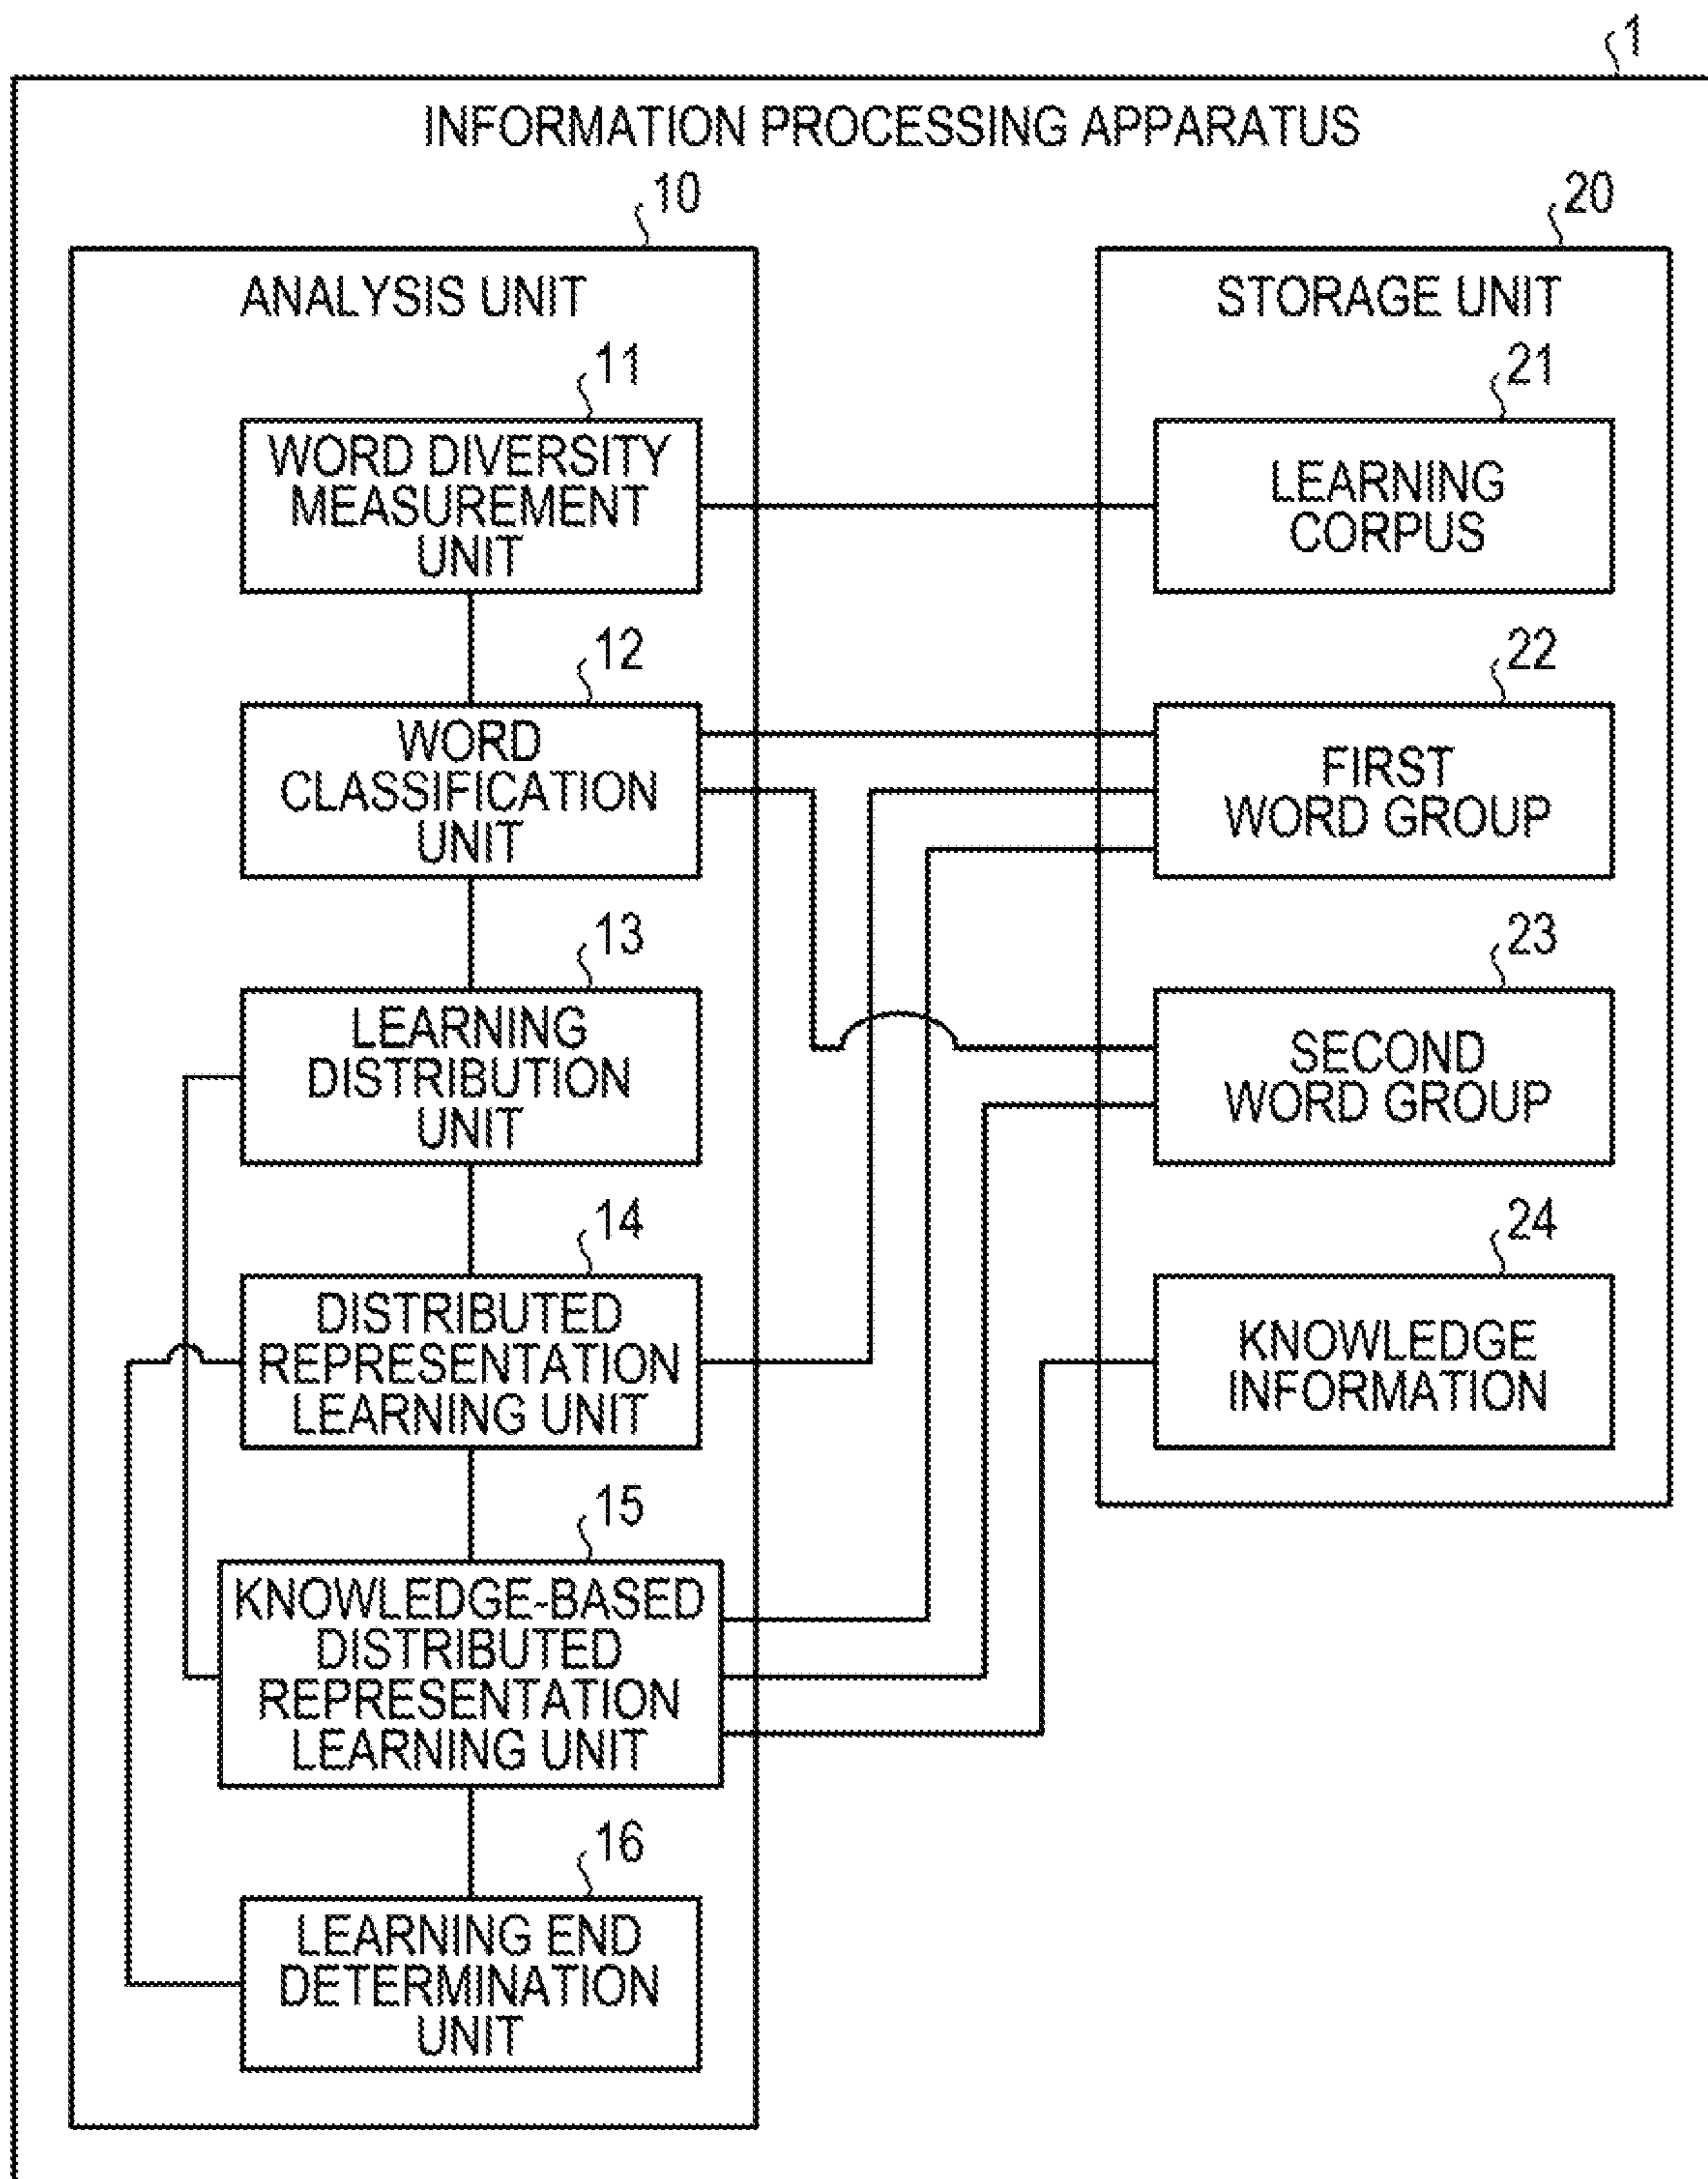 1
INFORMATION PROCESSING APPARATUS
10
ANALYSIS UNIT
11
WORD DIVERSITY
MEASUREMENT
UNIT
12
WORD
CLASSIFICATION
UNIT
13
LEARNING
DISTRIBUTION
UNIT
14
DISTRIBUTED
REPRESENTATION
LEARNING UNIT
15
KNOWLEDGE-BASED
DISTRIBUTED
REPRESENTATION
LEARNING UNIT
16
LEARNING END
DETERMINATION
UNIT
20
STORAGE UNIT
21
LEARNING
CORPUS
22
FIRST
WORD GROUP
23
SECOND
WORD GROUP
24
KNOWLEDGE
INFORMATION